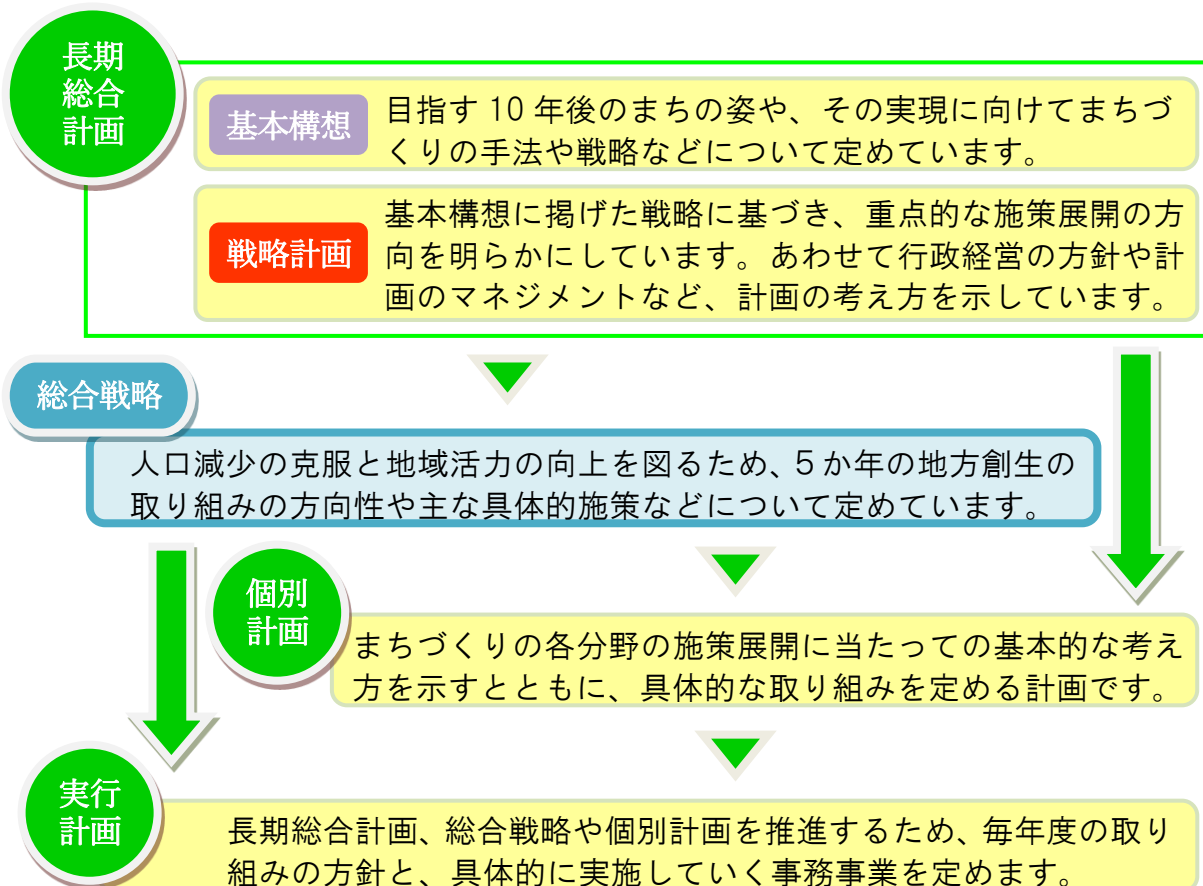 長期
総合
計画
基本構想
目指す 10 年後のまちの姿や、その実現に向けてまちづ
くりの手法や戦略などについて定めています。
戦略計画
基本構想に掲げた戦略に基づき、重点的な施策展開の方
向を明らかにしています。あわせて行政経営の方針や計
画のマネジメントなど、計画の考え方を示しています。
総合戦略
人口減少の克服と地域活力の向上を図るため、5 か年の地方創生の
取り組みの方向性や主な具体的施策などについて定めています。
個別
計画
まちづくりの各分野の施策展開に当たっての基本的な考え
方を示すとともに、具体的な取り組みを定める計画です。
実行
計画
長期総合計画、総合戦略や個別計画を推進するため、毎年度の取り
組みの方針と、具体的に実施していく事務事業を定めます。